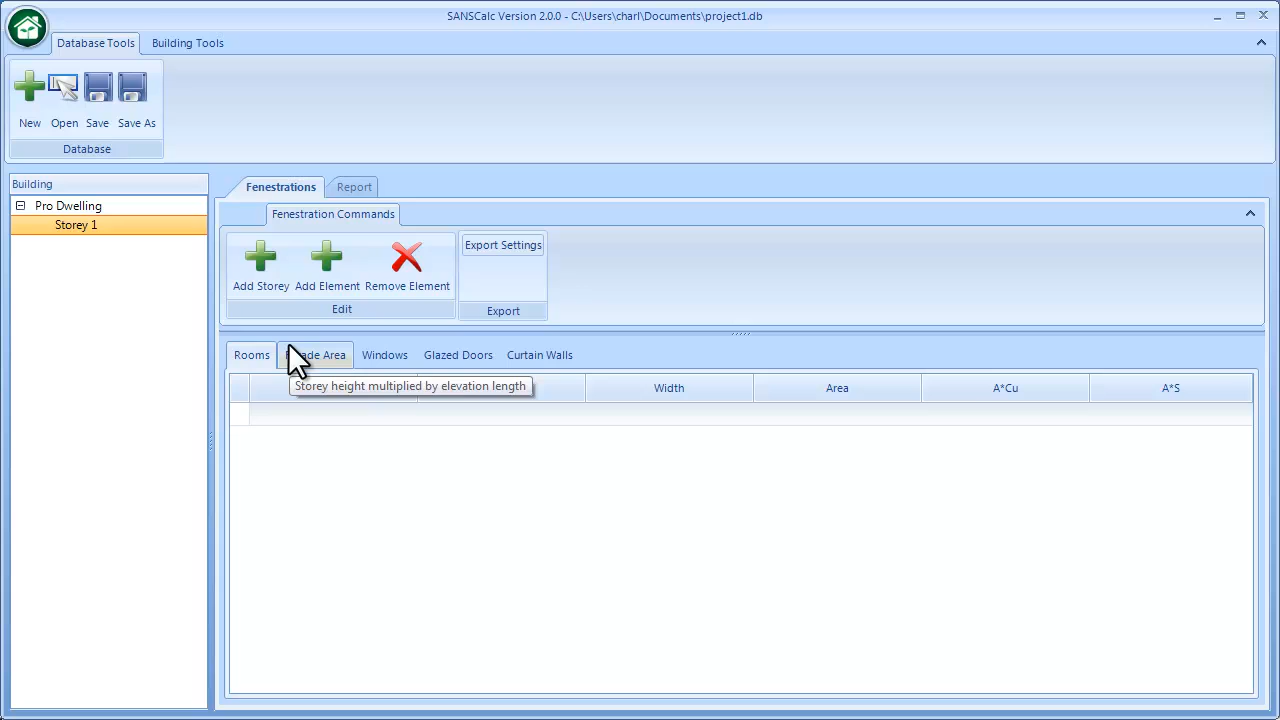 SANSCalc Version 2.0.0 - C:\Users\charl\Documents\project1.db
Database Tools
Building Tools
New
Open
Save
Save As
Database
Building
Pro Dwelling
Storey 1
Fenestrations
Report
Fenestration Commands
Add Storey
Add Element
Remove Element
Edit
Export Settings
Export
Rooms
Area
Windows
Glazed Doors
Curtain Walls
Storey height multiplied by elevation length
Width
Area
A*Cu
A*S